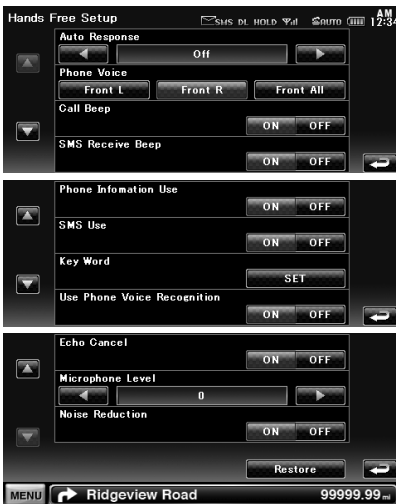 Hands Free Setup SMS DL HOLD AUTO AM 12:34
Auto Response
Off
Phone Voice
Front L Front R Front All
Call Beep
ON OFF
SMS Receive Beep
ON OFF
Phone Infomation Use
ON OFF
SMS Use
ON OFF
Key Word
SET
Use Phone Voice Recognition
ON OFF
Echo Cancel
ON OFF
Microphone Level
0
Noise Reduction
ON OFF
Restore
MENU Ridgeview Road 99999.99 mi